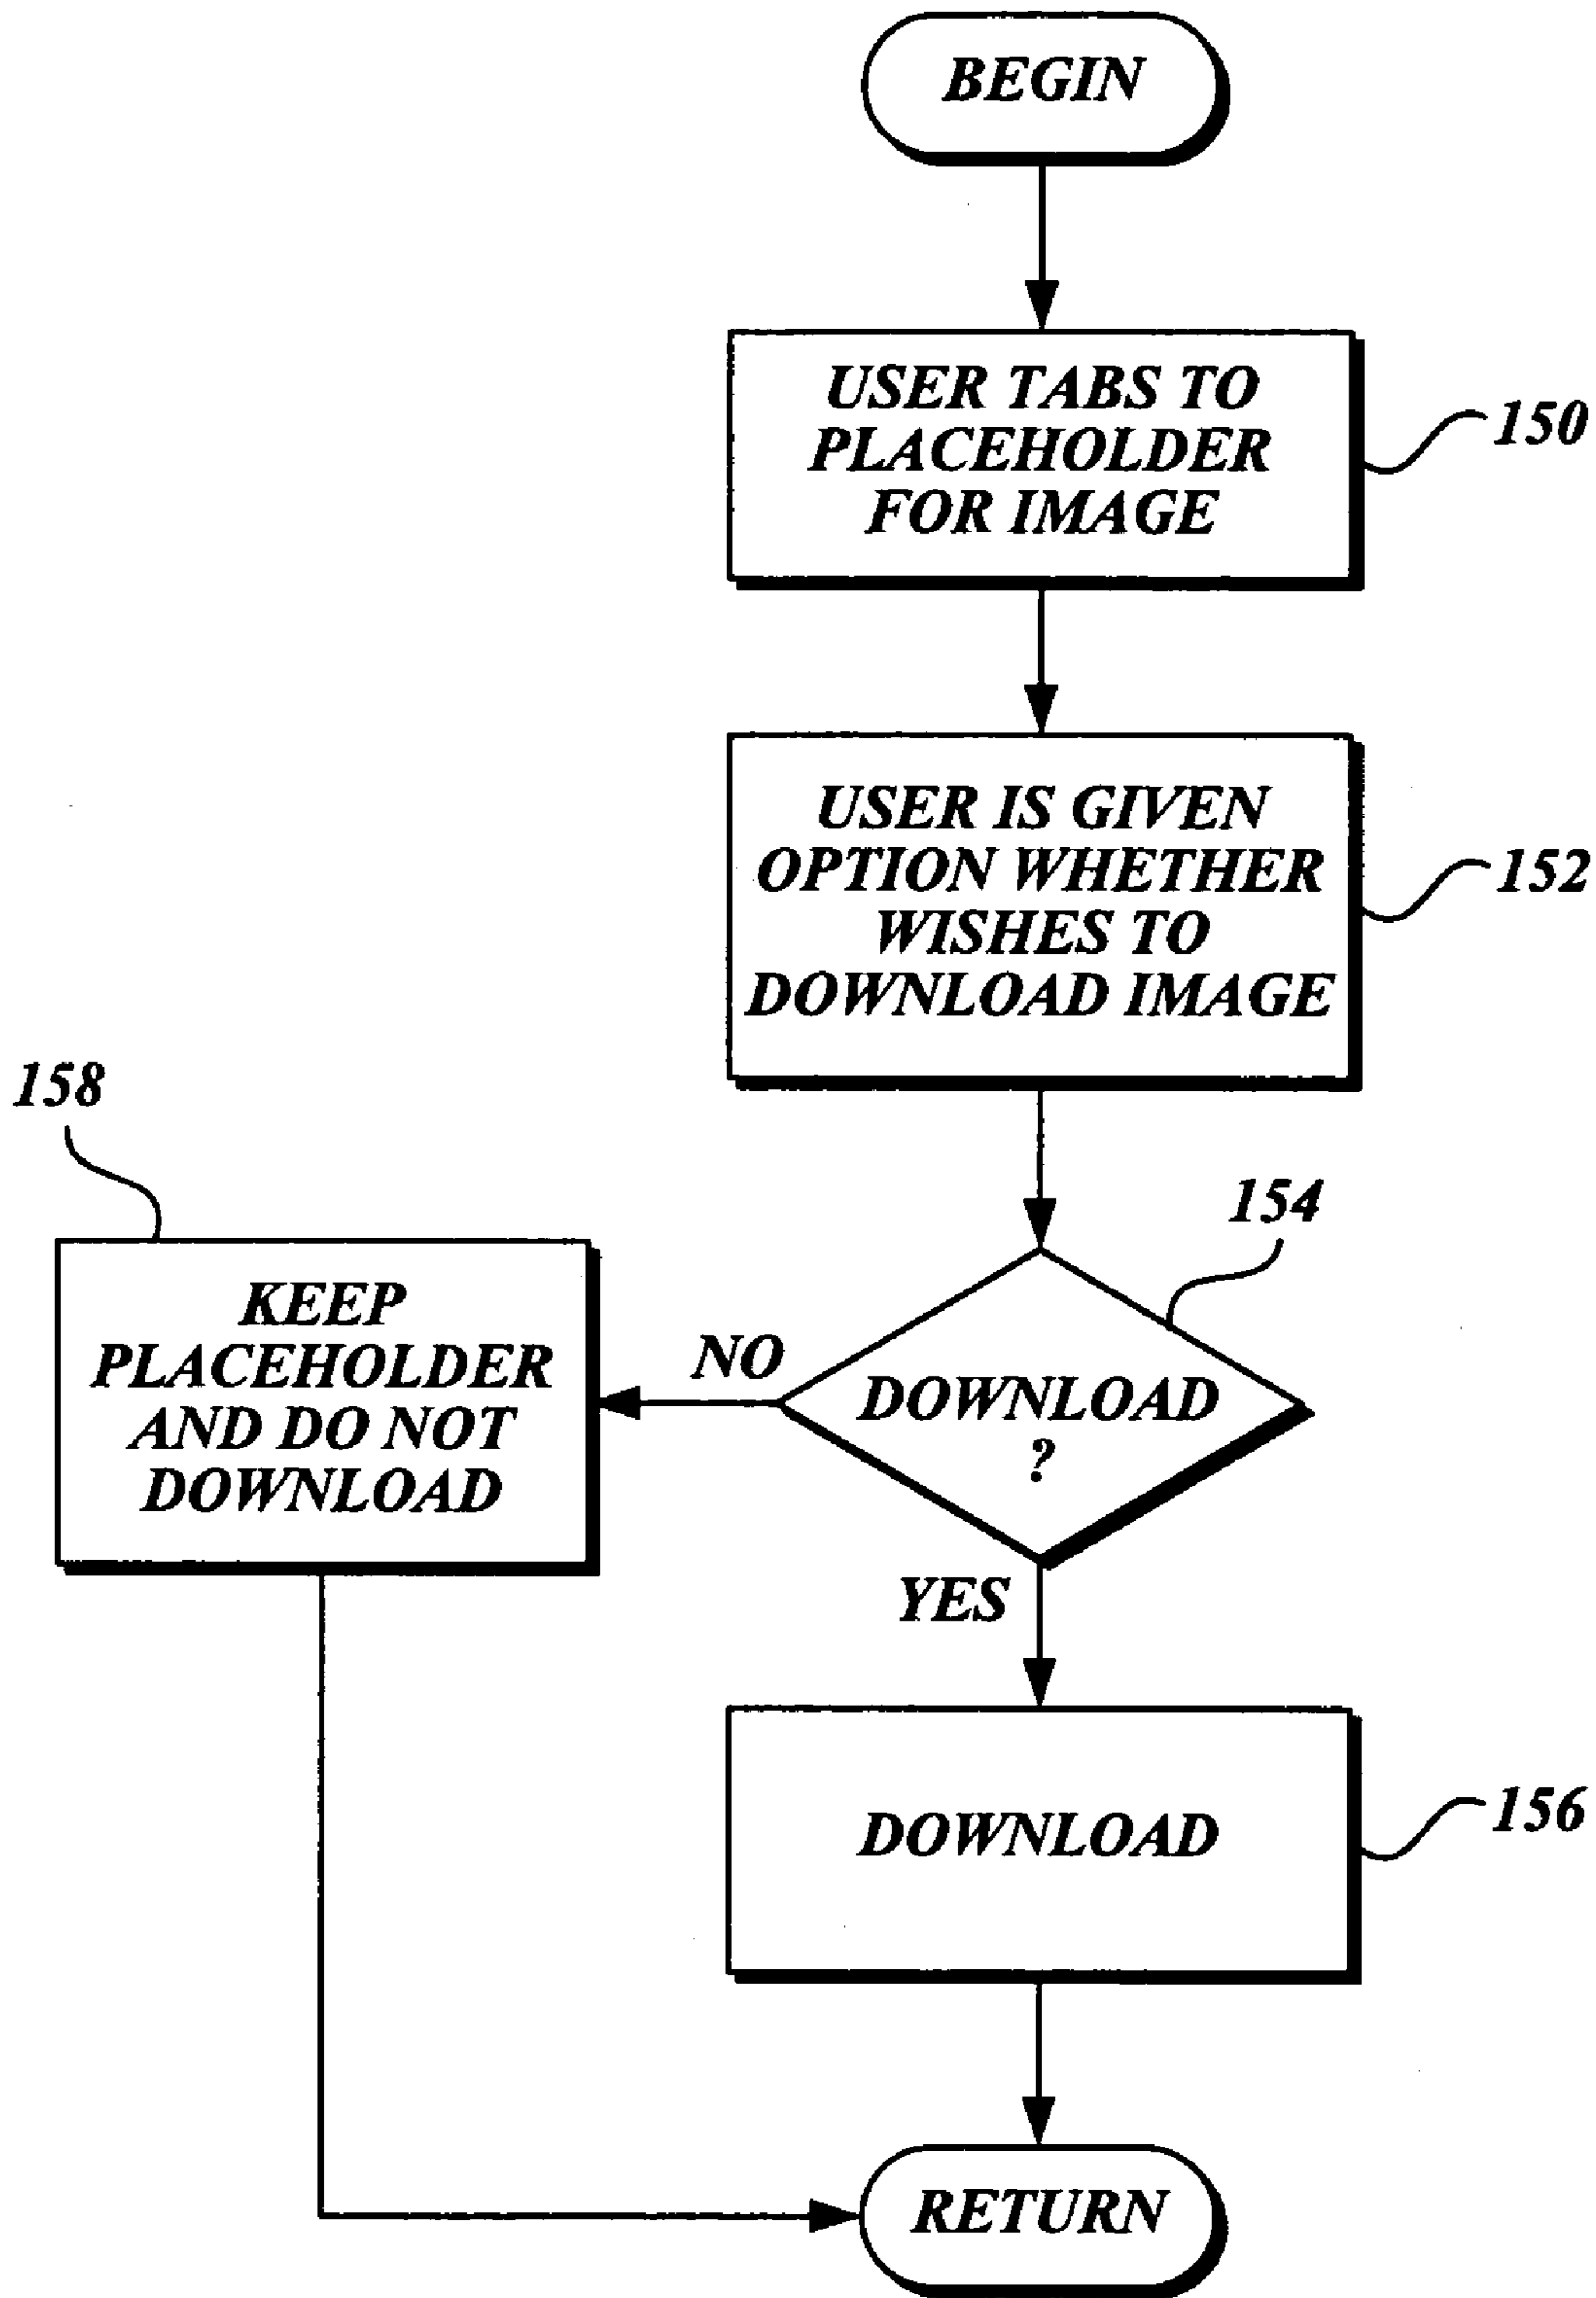 BEGIN
USER TABS TO
PLACEHOLDER
FOR IMAGE
150
USER IS GIVEN
OPTION WHETHER
WISHES TO
DOWNLOAD IMAGE
152
158
154
KEEP
PLACEHOLDER
AND DO NOT
DOWNLOAD
NO
DOWNLOAD
?
YES
DOWNLOAD
156
RETURN